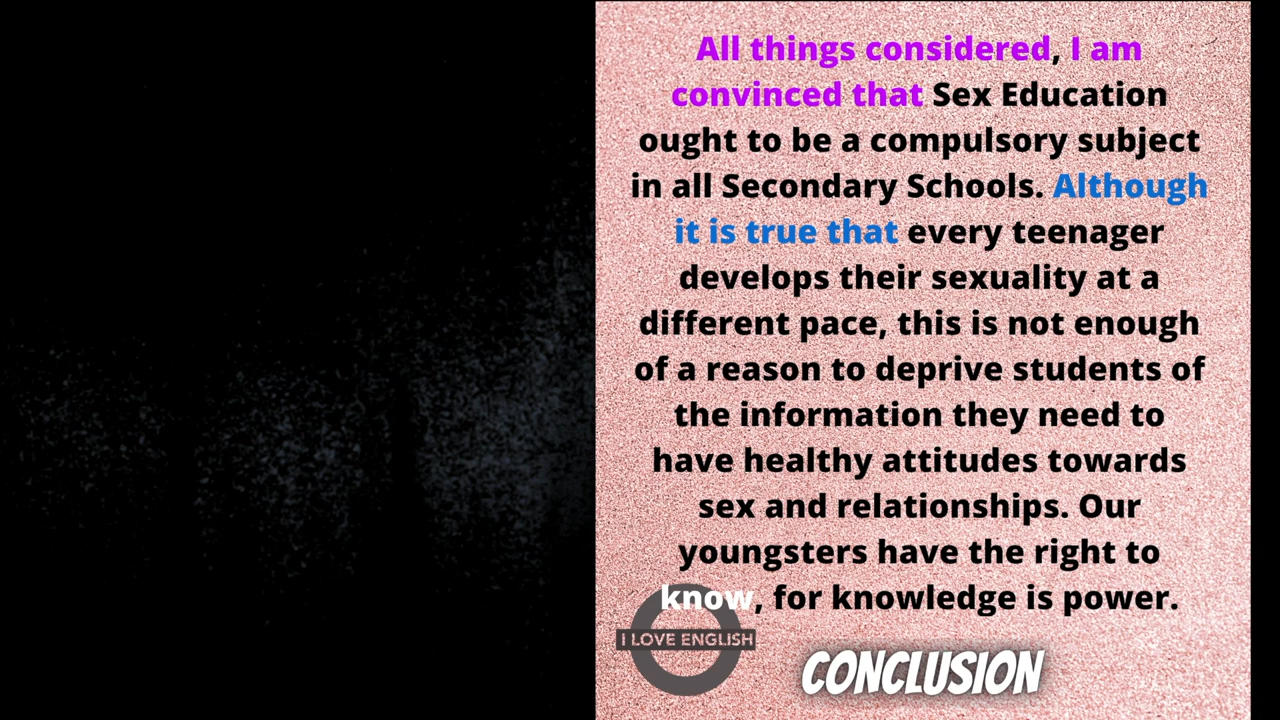 All things considered, I am
convinced that Sex Education
ought to be a compulsory subject
in all Secondary Schools. Although
it is true that every teenager
develops their sexuality at a
different pace, this is not enough
of a reason to deprive students of
the information they need to
have healthy attitudes towards
sex and relationships. Our
youngsters have the right to
know, for knowledge is power.
I LOVE ENGLISH
CONCLUSION